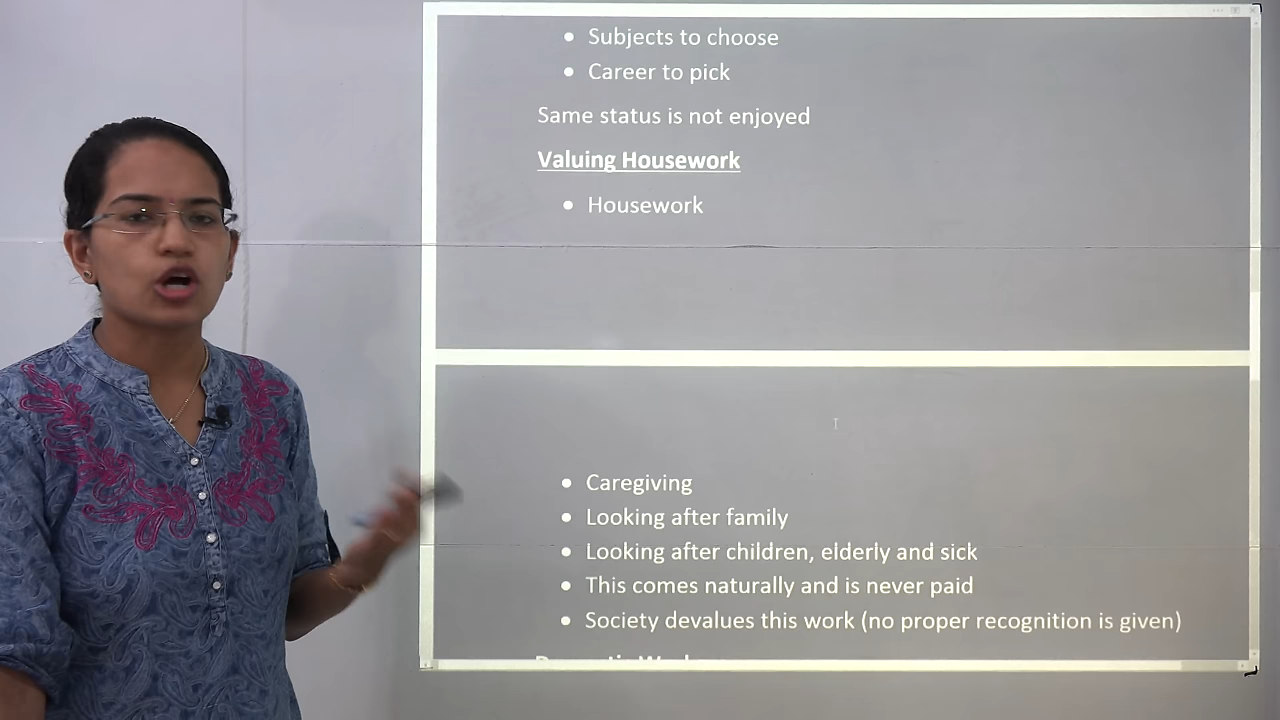 • Subjects to choose
• Career to pick
Same status is not enjoyed
Valuing Housework
• Housework
• Caregiving
• Looking after family
• Looking after children, elderly and sick
• This comes naturally and is never paid
• Society devalues this work (no proper recognition is given)